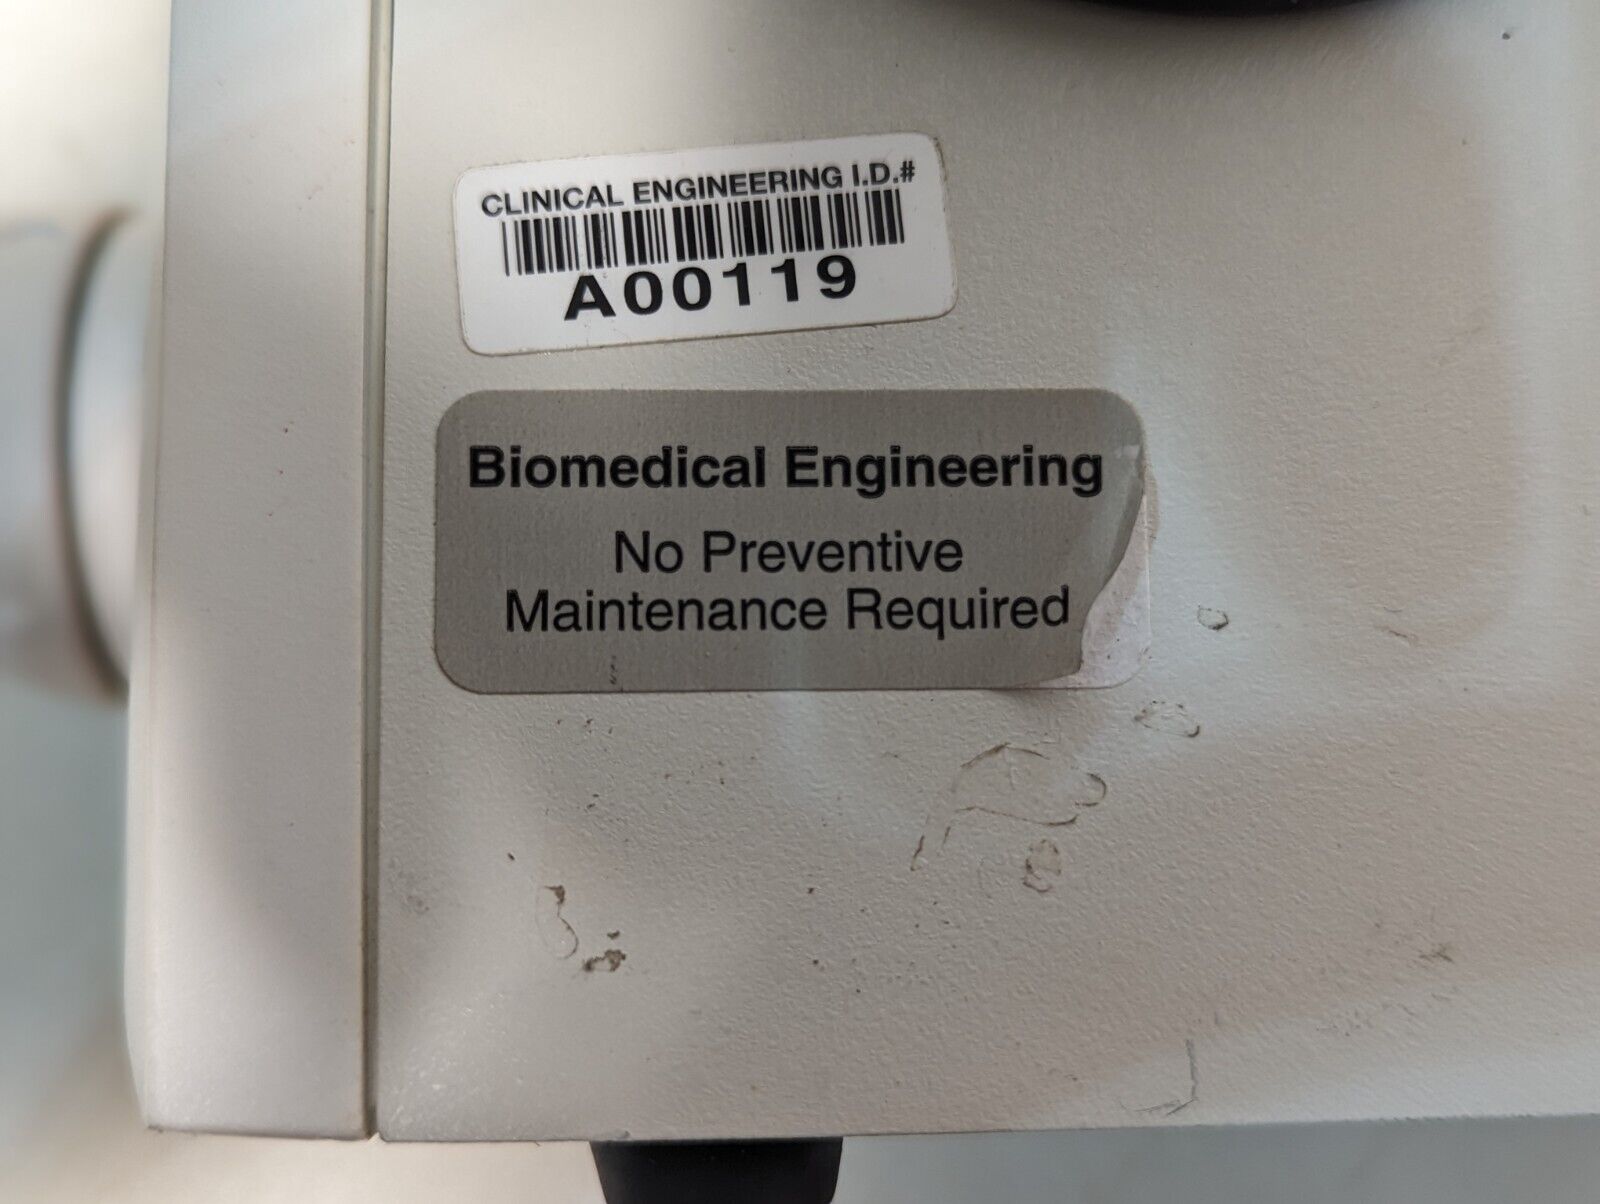 CLINICAL ENGINEERING I.D.#
A00119
Biomedical Engineering
No Preventive
Maintenance Required